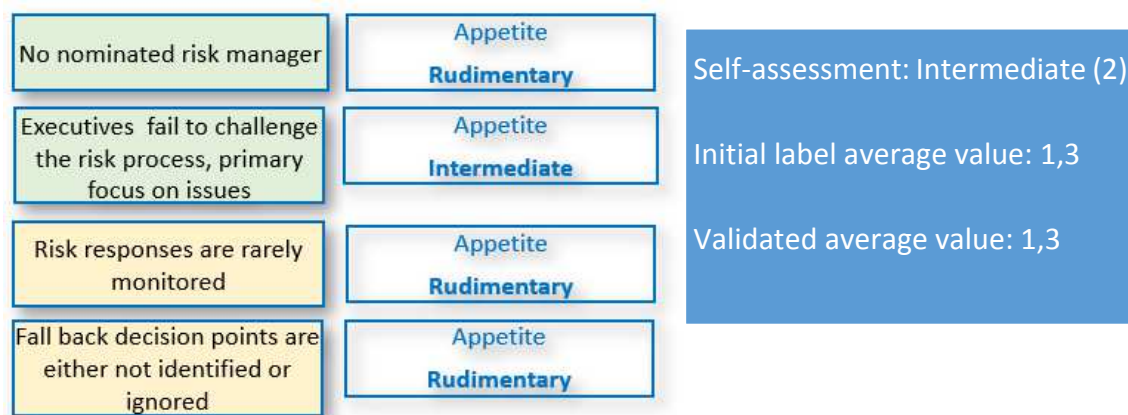 No nominated risk manager
Appetite
Rudimentary
Executives fail to challenge
the risk process, primary
focus on issues
Appetite
Intermediate
Risk responses are rarely
monitored
Appetite
Rudimentary
Fall back decision points are
either not identified or
ignored
Appetite
Rudimentary
Self-assessment: Intermediate (2)
Initial label average value: 1,3
Validated average value: 1,3